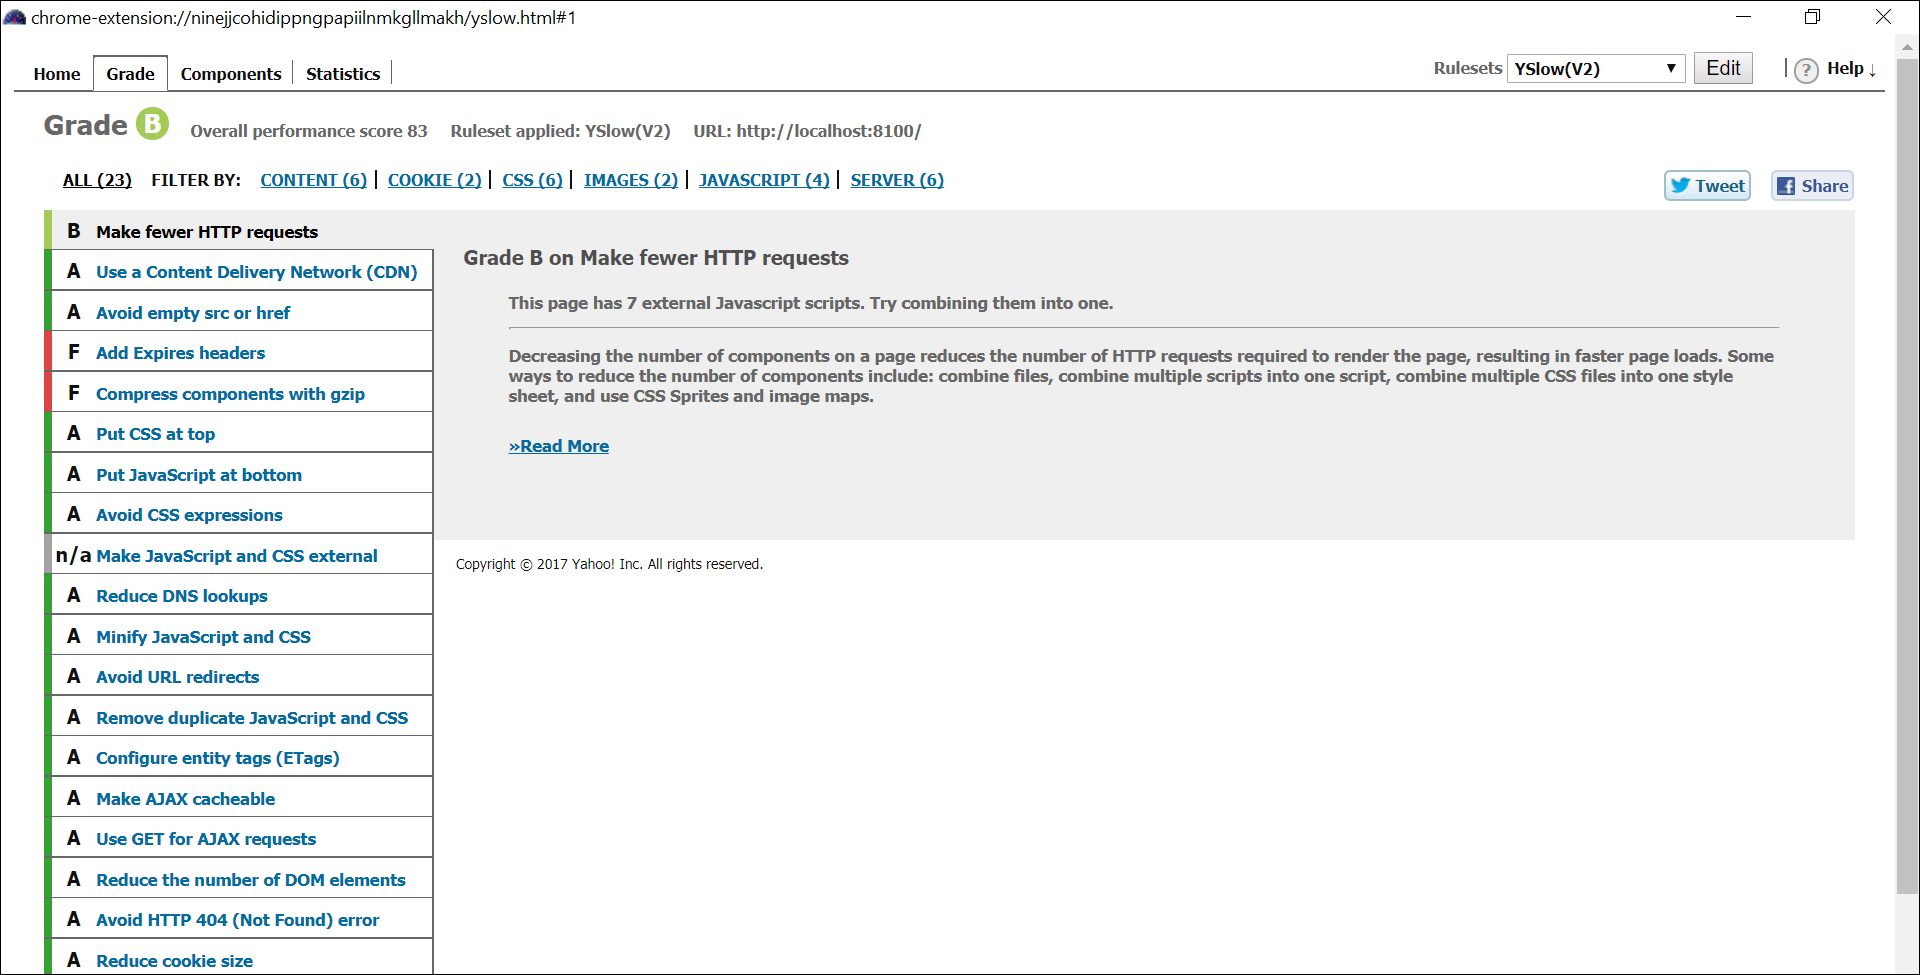 chrome-extension://ninejjcohidippngpapiilnmkgllmakh/yslow.html#1
Home Grade Components Statistics Rulesets YSlow(V2) ▼ Edit ? Help ↓
Grade B Overall performance score 83 Ruleset applied: YSlow(V2) URL: http://localhost:8100/
ALL (23) FILTER BY: CONTENT (6) COOKIE (2) CSS (6) IMAGES (2) JAVASCRIPT (4) SERVER (6)
Tweet Share
B Make fewer HTTP requests
A Use a Content Delivery Network (CDN)
A Avoid empty src or href
F Add Expires headers
F Compress components with gzip
A Put CSS at top
A Put JavaScript at bottom
A Avoid CSS expressions
n/a Make JavaScript and CSS external
A Reduce DNS lookups
A Minify JavaScript and CSS
A Avoid URL redirects
A Remove duplicate JavaScript and CSS
A Configure entity tags (ETags)
A Make AJAX cacheable
A Use GET for AJAX requests
A Reduce the number of DOM elements
A Avoid HTTP 404 (Not Found) error
A Reduce cookie size
Grade B on Make fewer HTTP requests
This page has 7 external Javascript scripts. Try combining them into one.
Decreasing the number of components on a page reduces the number of HTTP requests required to render the page, resulting in faster page loads. Some
ways to reduce the number of components include: combine files, combine multiple scripts into one script, combine multiple CSS files into one style
sheet, and use CSS Sprites and image maps.
»Read More
Copyright © 2017 Yahoo! Inc. All rights reserved.